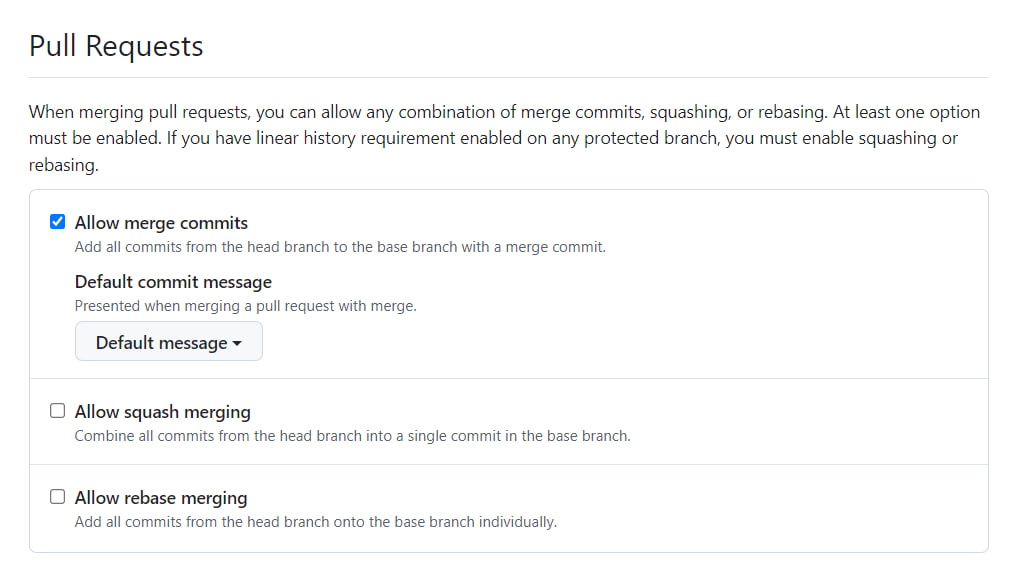 Pull Requests
When merging pull requests, you can allow any combination of merge commits, squashing, or rebasing. At least one option
must be enabled. If you have linear history requirement enabled on any protected branch, you must enable squashing or
rebasing.
Allow merge commits
Add all commits from the head branch to the base branch with a merge commit.
Default commit message
Presented when merging a pull request with merge.
Default message
Allow squash merging
Combine all commits from the head branch into a single commit in the base branch.
Allow rebase merging
Add all commits from the head branch onto the base branch individually.